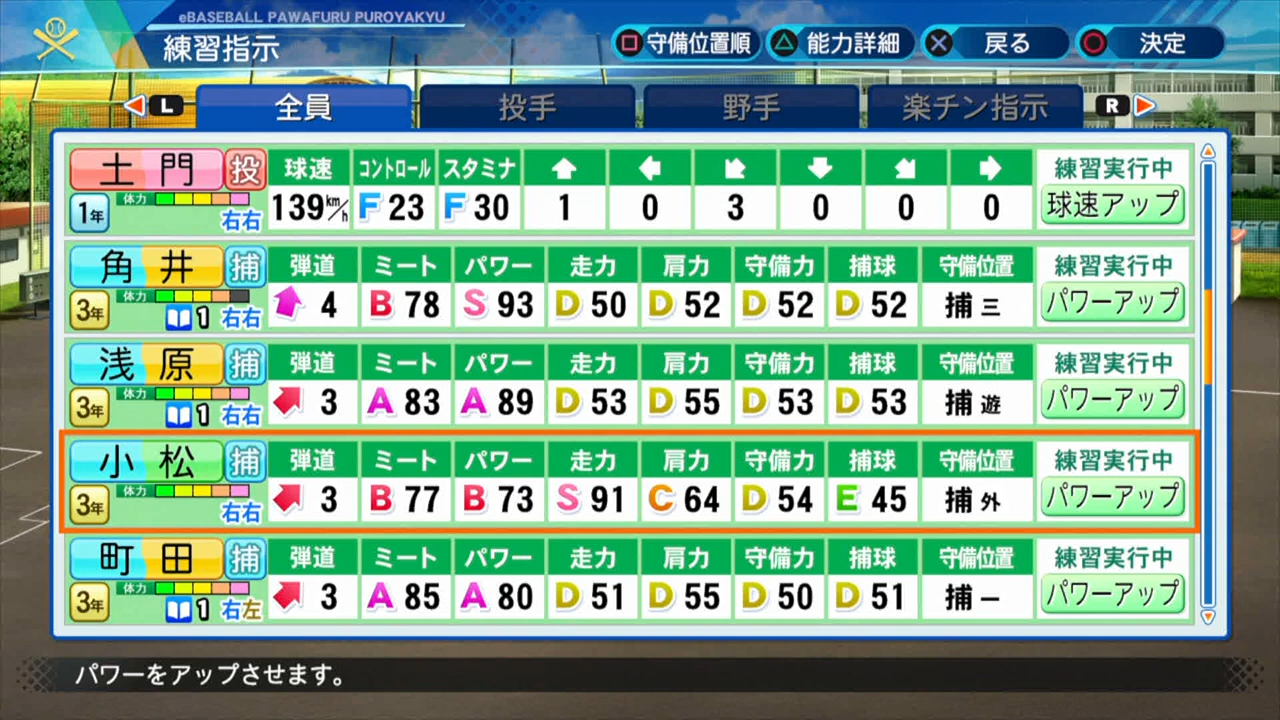 eBASEBALL PAWAFURU PUROYAKYU
練習指示
守備位置順 能力詳細 戻る 決定
L 全員 投手 野手 楽チン指示 R
土門 投 球速 コントロール スタミナ 練習実行中
1年 体力 右右 139km/h F 23 F 30 1 0 3 0 0 0 球速アップ
角井 捕 弾道 ミート パワー 走力 肩力 守備力 捕球 守備位置 練習実行中
3年 体力 1 右右 4 B 78 S 93 D 50 D 52 D 52 D 52 捕 三 パワーアップ
浅原 捕 弾道 ミート パワー 走力 肩力 守備力 捕球 守備位置 練習実行中
3年 体力 1 右右 3 A 83 A 89 D 53 D 55 D 53 D 53 捕 遊 パワーアップ
小松 捕 弾道 ミート パワー 走力 肩力 守備力 捕球 守備位置 練習実行中
3年 体力 右右 3 B 77 B 73 S 91 C 64 D 54 E 45 捕 外 パワーアップ
町田 捕 弾道 ミート パワー 走力 肩力 守備力 捕球 守備位置 練習実行中
3年 体力 1 右左 3 A 85 A 80 D 51 D 55 D 50 D 51 捕 一 パワーアップ
パワーをアップさせます。